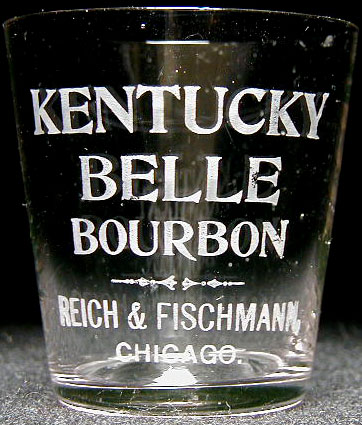 KENTUCKY
BELLE
BOURBON
REICH & FISCHMANN,
CHICAGO.